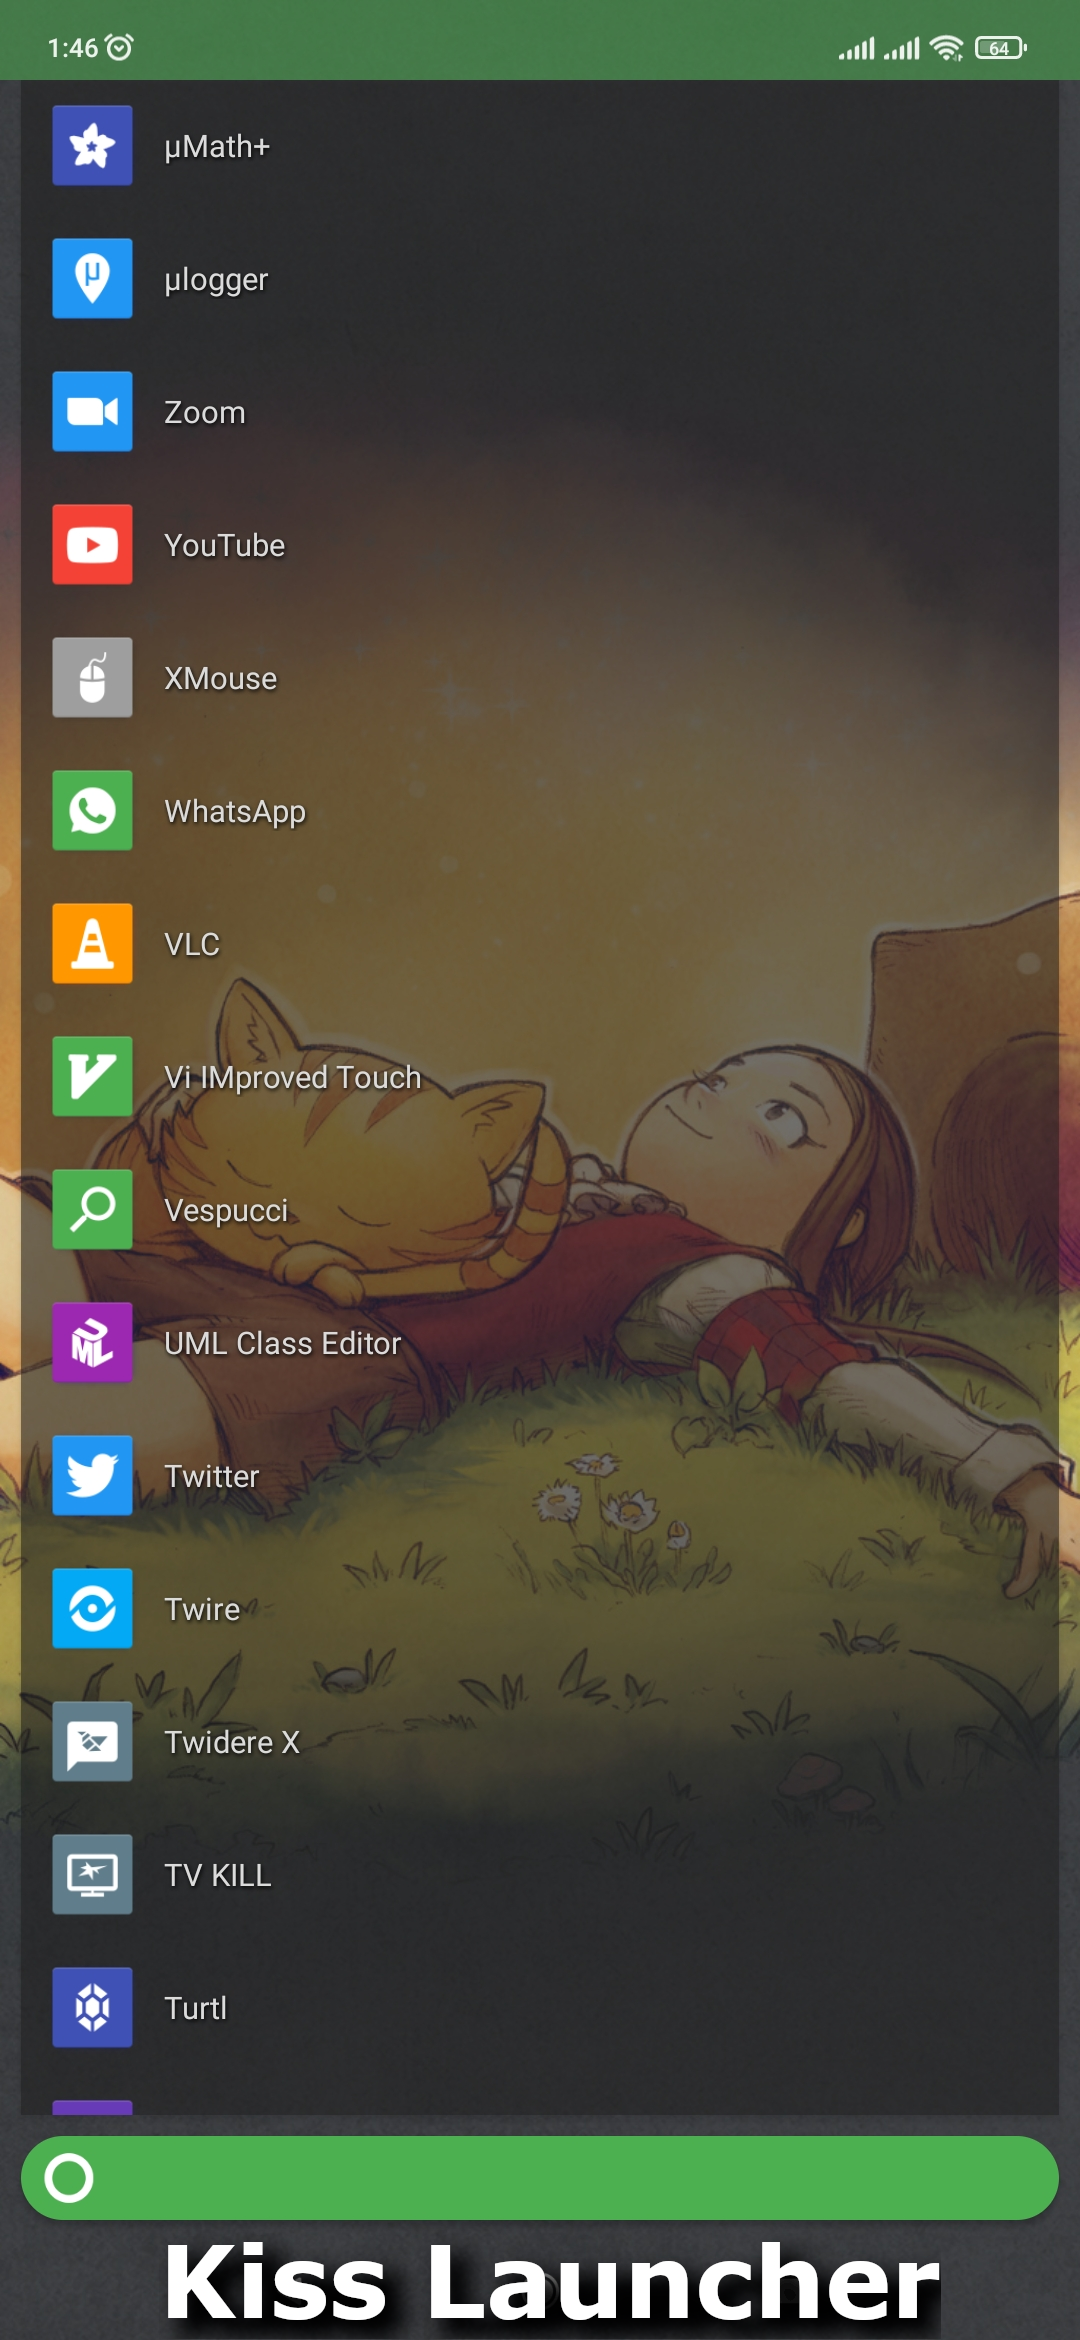 1:46
64
µMath+
µ
µlogger
Zoom
YouTube
XMouse
WhatsApp
VLC
Vi IMproved Touch
Vespucci
UML
UML Class Editor
Twitter
Twire
Twidere X
TV KILL
Turtl
Kiss Launcher